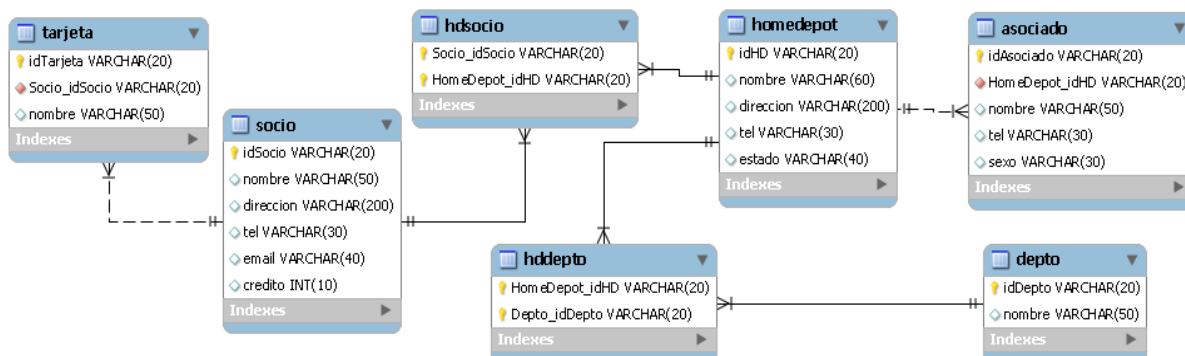 tarjeta
idTarjeta VARCHAR(20)
Socio_idSocio VARCHAR(20)
nombre VARCHAR(50)
Indexes
socio
idSocio VARCHAR(20)
nombre VARCHAR(50)
direccion VARCHAR(200)
tel VARCHAR(30)
email VARCHAR(40)
credito INT(10)
Indexes
hdsocio
Socio_idSocio VARCHAR(20)
HomeDepot_idHD VARCHAR(20)
Indexes
homedepot
idHD VARCHAR(20)
nombre VARCHAR(60)
direccion VARCHAR(200)
tel VARCHAR(30)
estado VARCHAR(40)
Indexes
asociado
idAsociado VARCHAR(20)
HomeDepot_idHD VARCHAR(20)
nombre VARCHAR(50)
tel VARCHAR(30)
sexo VARCHAR(30)
Indexes
hddepto
HomeDepot_idHD VARCHAR(20)
Depto_idDepto VARCHAR(20)
Indexes
depto
idDepto VARCHAR(20)
nombre VARCHAR(50)
Indexes